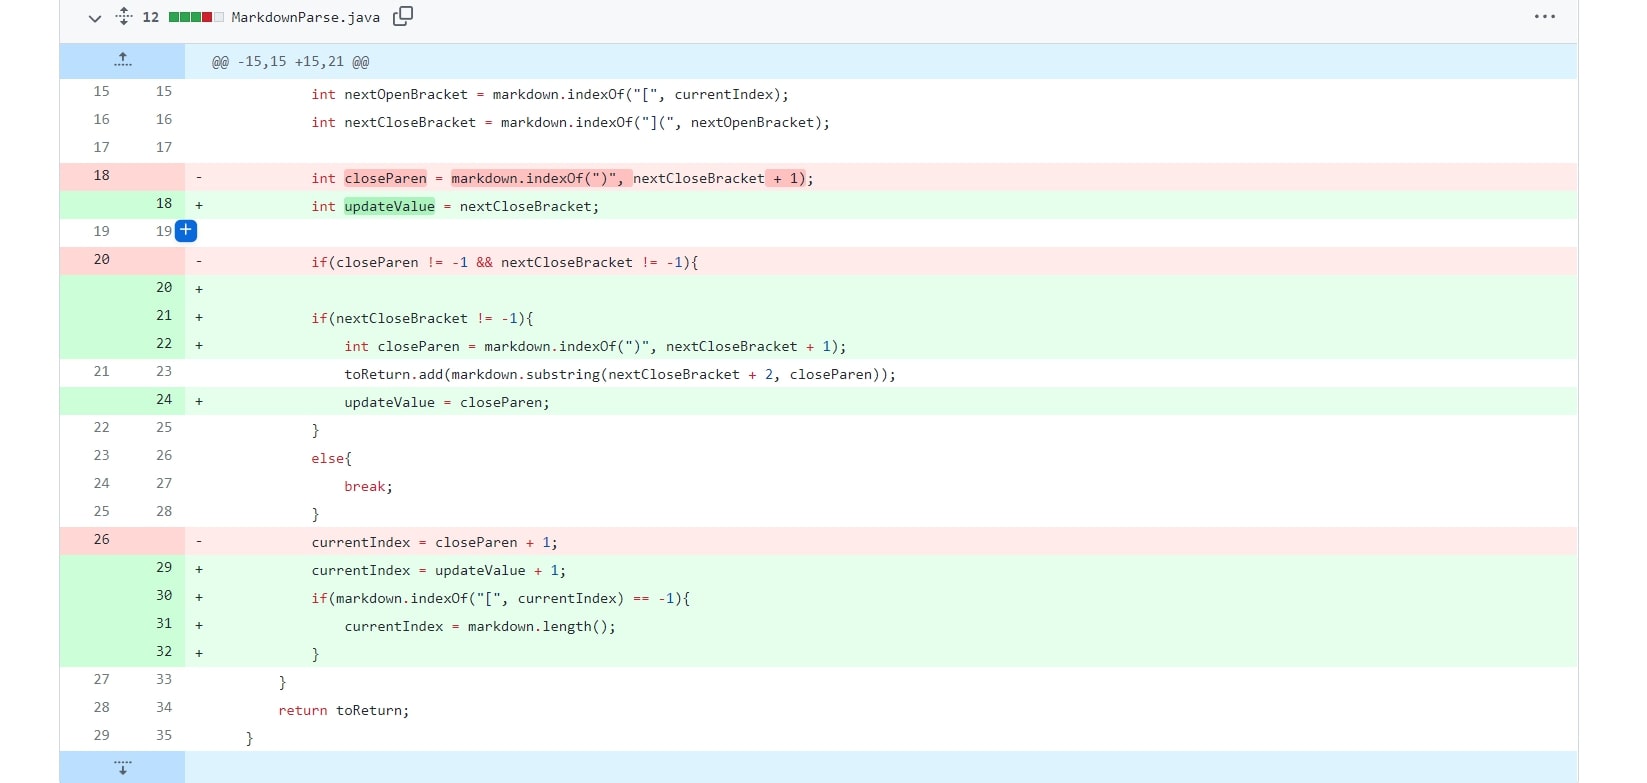 12 MarkdownParse.java
@@ -15,15 +15,21 @@
15 15 int nextOpenBracket = markdown.indexOf("[", currentIndex);
16 16 int nextCloseBracket = markdown.indexOf("](", nextOpenBracket);
17 17
18 - int closeParen = markdown.indexOf(")", nextCloseBracket + 1);
18 + int updateValue = nextCloseBracket;
19 19
20 - if(closeParen != -1 && nextCloseBracket != -1){
20 +
21 + if(nextCloseBracket != -1){
22 + int closeParen = markdown.indexOf(")", nextCloseBracket + 1);
21 23 toReturn.add(markdown.substring(nextCloseBracket + 2, closeParen));
24 + updateValue = closeParen;
22 25 }
23 26 else{
24 27 break;
25 28 }
26 - currentIndex = closeParen + 1;
29 + currentIndex = updateValue + 1;
30 + if(markdown.indexOf("[", currentIndex) == -1){
31 + currentIndex = markdown.length();
32 + }
27 33 }
28 34 return toReturn;
29 35 }